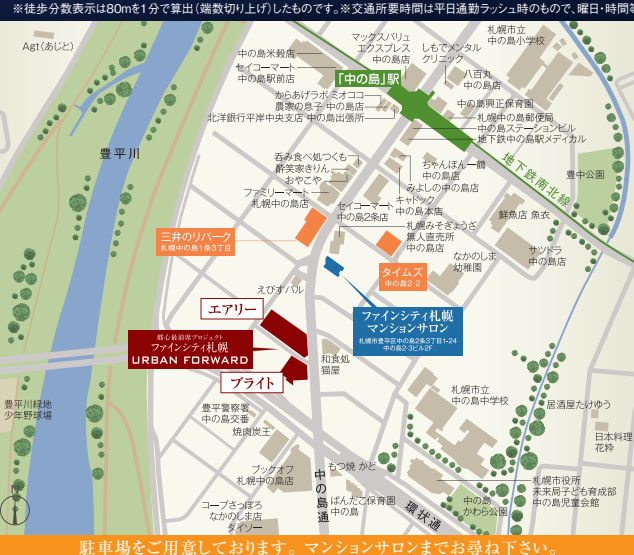 ※徒歩分数表示は80mを1分で算出(端数切り上げ)したものです。※交通所要時間は平日通勤ラッシュ時のもので、曜日・時間等
Agt(あじと)
中の島米穀店
セイコーマート
中の島駅前店
マックスバリュ
エクスプレス
中の島店
しもでメンタル
クリニック
札幌市立
中の島小学校
「中の島」駅
八百丸
中の島店
からあげラボ ミオココ
農家の息子 中の島店
北洋銀行平岸中央支店 中の島出張所
中の島興正保育園
札幌中の島郵便局
中の島ステーションビル
地下鉄中の島駅メディカル
豊平川
地下鉄南北線
豊中公園
呑み食べ処つくも
酔笑家きりん
おやこや
ファミリーマート
札幌中の島店
ちゃんぽん一鶴
中の島店
みよしの中の島店
キャドック
中の島本店
セイコーマート
中の島2条店
札幌みそぎょうざ
無人直売所
中の島店
鮮魚店 魚衣
サツドラ
中の島店
三井のリパーク
札幌中の島1条3丁目
なかのしま
幼稚園
タイムズ
中の島2-2
えびすバル
エアリー
ファインシティ札幌
マンションサロン
札幌市豊平区中の島2条3丁目1-24
中の島2・3ビル2F
都心最前席プロジェクト
ファインシティ札幌
URBAN FORWARD
和食処
猫屋
ブライト
札幌市立
中の島中学校
豊平川緑地
少年野球場
豊平警察署
中の島交番
焼肉炭王
居酒屋たけゆう
日本料理
花粋
ブックオフ
札幌中の島店
もつ焼 かど
中の島通
ぱんだこ保育園
中の島
環状通
中の島
かわら公園
札幌市役所
未来局子ども育成部
中の島児童会館
コープさっぽろ
なかのしま店
ダイソー
N
駐車場をご用意しております。マンションサロンまでお尋ね下さい。